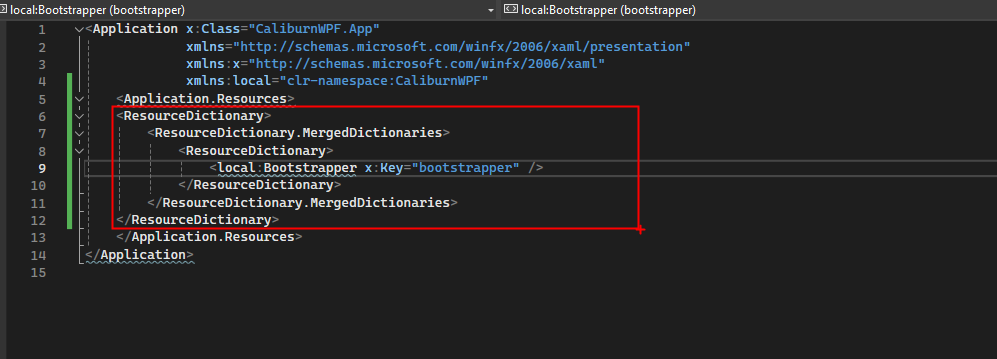 local:Bootstrapper (bootstrapper) local:Bootstrapper (bootstrapper)
1 <Application x:Class="CaliburnWPF.App"
2 xmlns="http://schemas.microsoft.com/winfx/2006/xaml/presentation"
3 xmlns:x="http://schemas.microsoft.com/winfx/2006/xaml"
4 xmlns:local="clr-namespace:CaliburnWPF"
5 <Application.Resources>
6 <ResourceDictionary>
7 <ResourceDictionary.MergedDictionaries>
8 <ResourceDictionary>
9 <local:Bootstrapper x:Key="bootstrapper" />
10 </ResourceDictionary>
11 </ResourceDictionary.MergedDictionaries>
12 </ResourceDictionary>
13 </Application.Resources>
14 </Application>
15